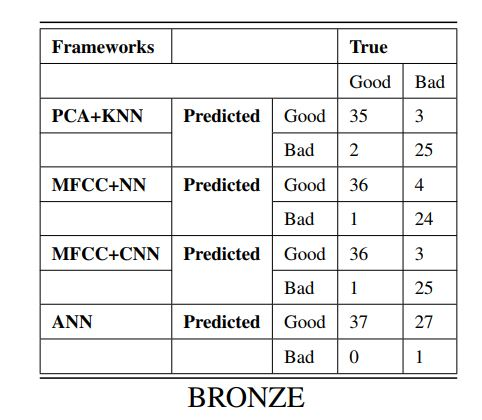 Frameworks True
Good Bad
PCA+KNN Predicted Good 35 3
Bad 2 25
MFCC+NN Predicted Good 36 4
Bad 1 24
MFCC+CNN Predicted Good 36 3
Bad 1 25
ANN Predicted Good 37 27
Bad 0 1
BRONZE